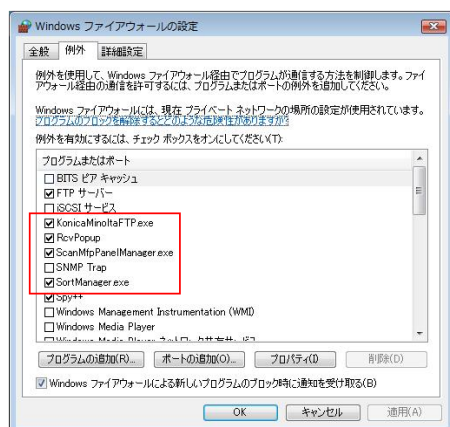 Windows ファイアウォールの設定
全般 例外 詳細設定
例外を使用して、Windows ファイアウォール経由でプログラムが通信する方法を制御します。ファイ
アウォール経由の通信を許可するには、プログラムまたはポートの例外を追加してください。
Windows ファイアウォールには、現在 プライベート ネットワークの場所の設定が使用されています。
プログラムのブロックを解除するとどのような危険性がありますか?
例外を有効にするには、チェック ボックスをオンにしてください(T):
プログラムまたはポート
BITS ピア キャッシュ
FTP サーバー
iSCSI サービス
KonicaMinoltaFTP.exe
RcvPopup
ScanMfpPanelManager.exe
SNMP Trap
SortManager.exe
Spy++
Windows Management Instrumentation (WMI)
Windows Media Player
Windows Media Player ネットワーク共有サービス
プログラムの追加(R)... ポートの追加(O)... プロパティ(I) 削除(D)
Windows ファイアウォールによる新しいプログラムのブロック時に通知を受け取る(B)
OK キャンセル 適用(A)